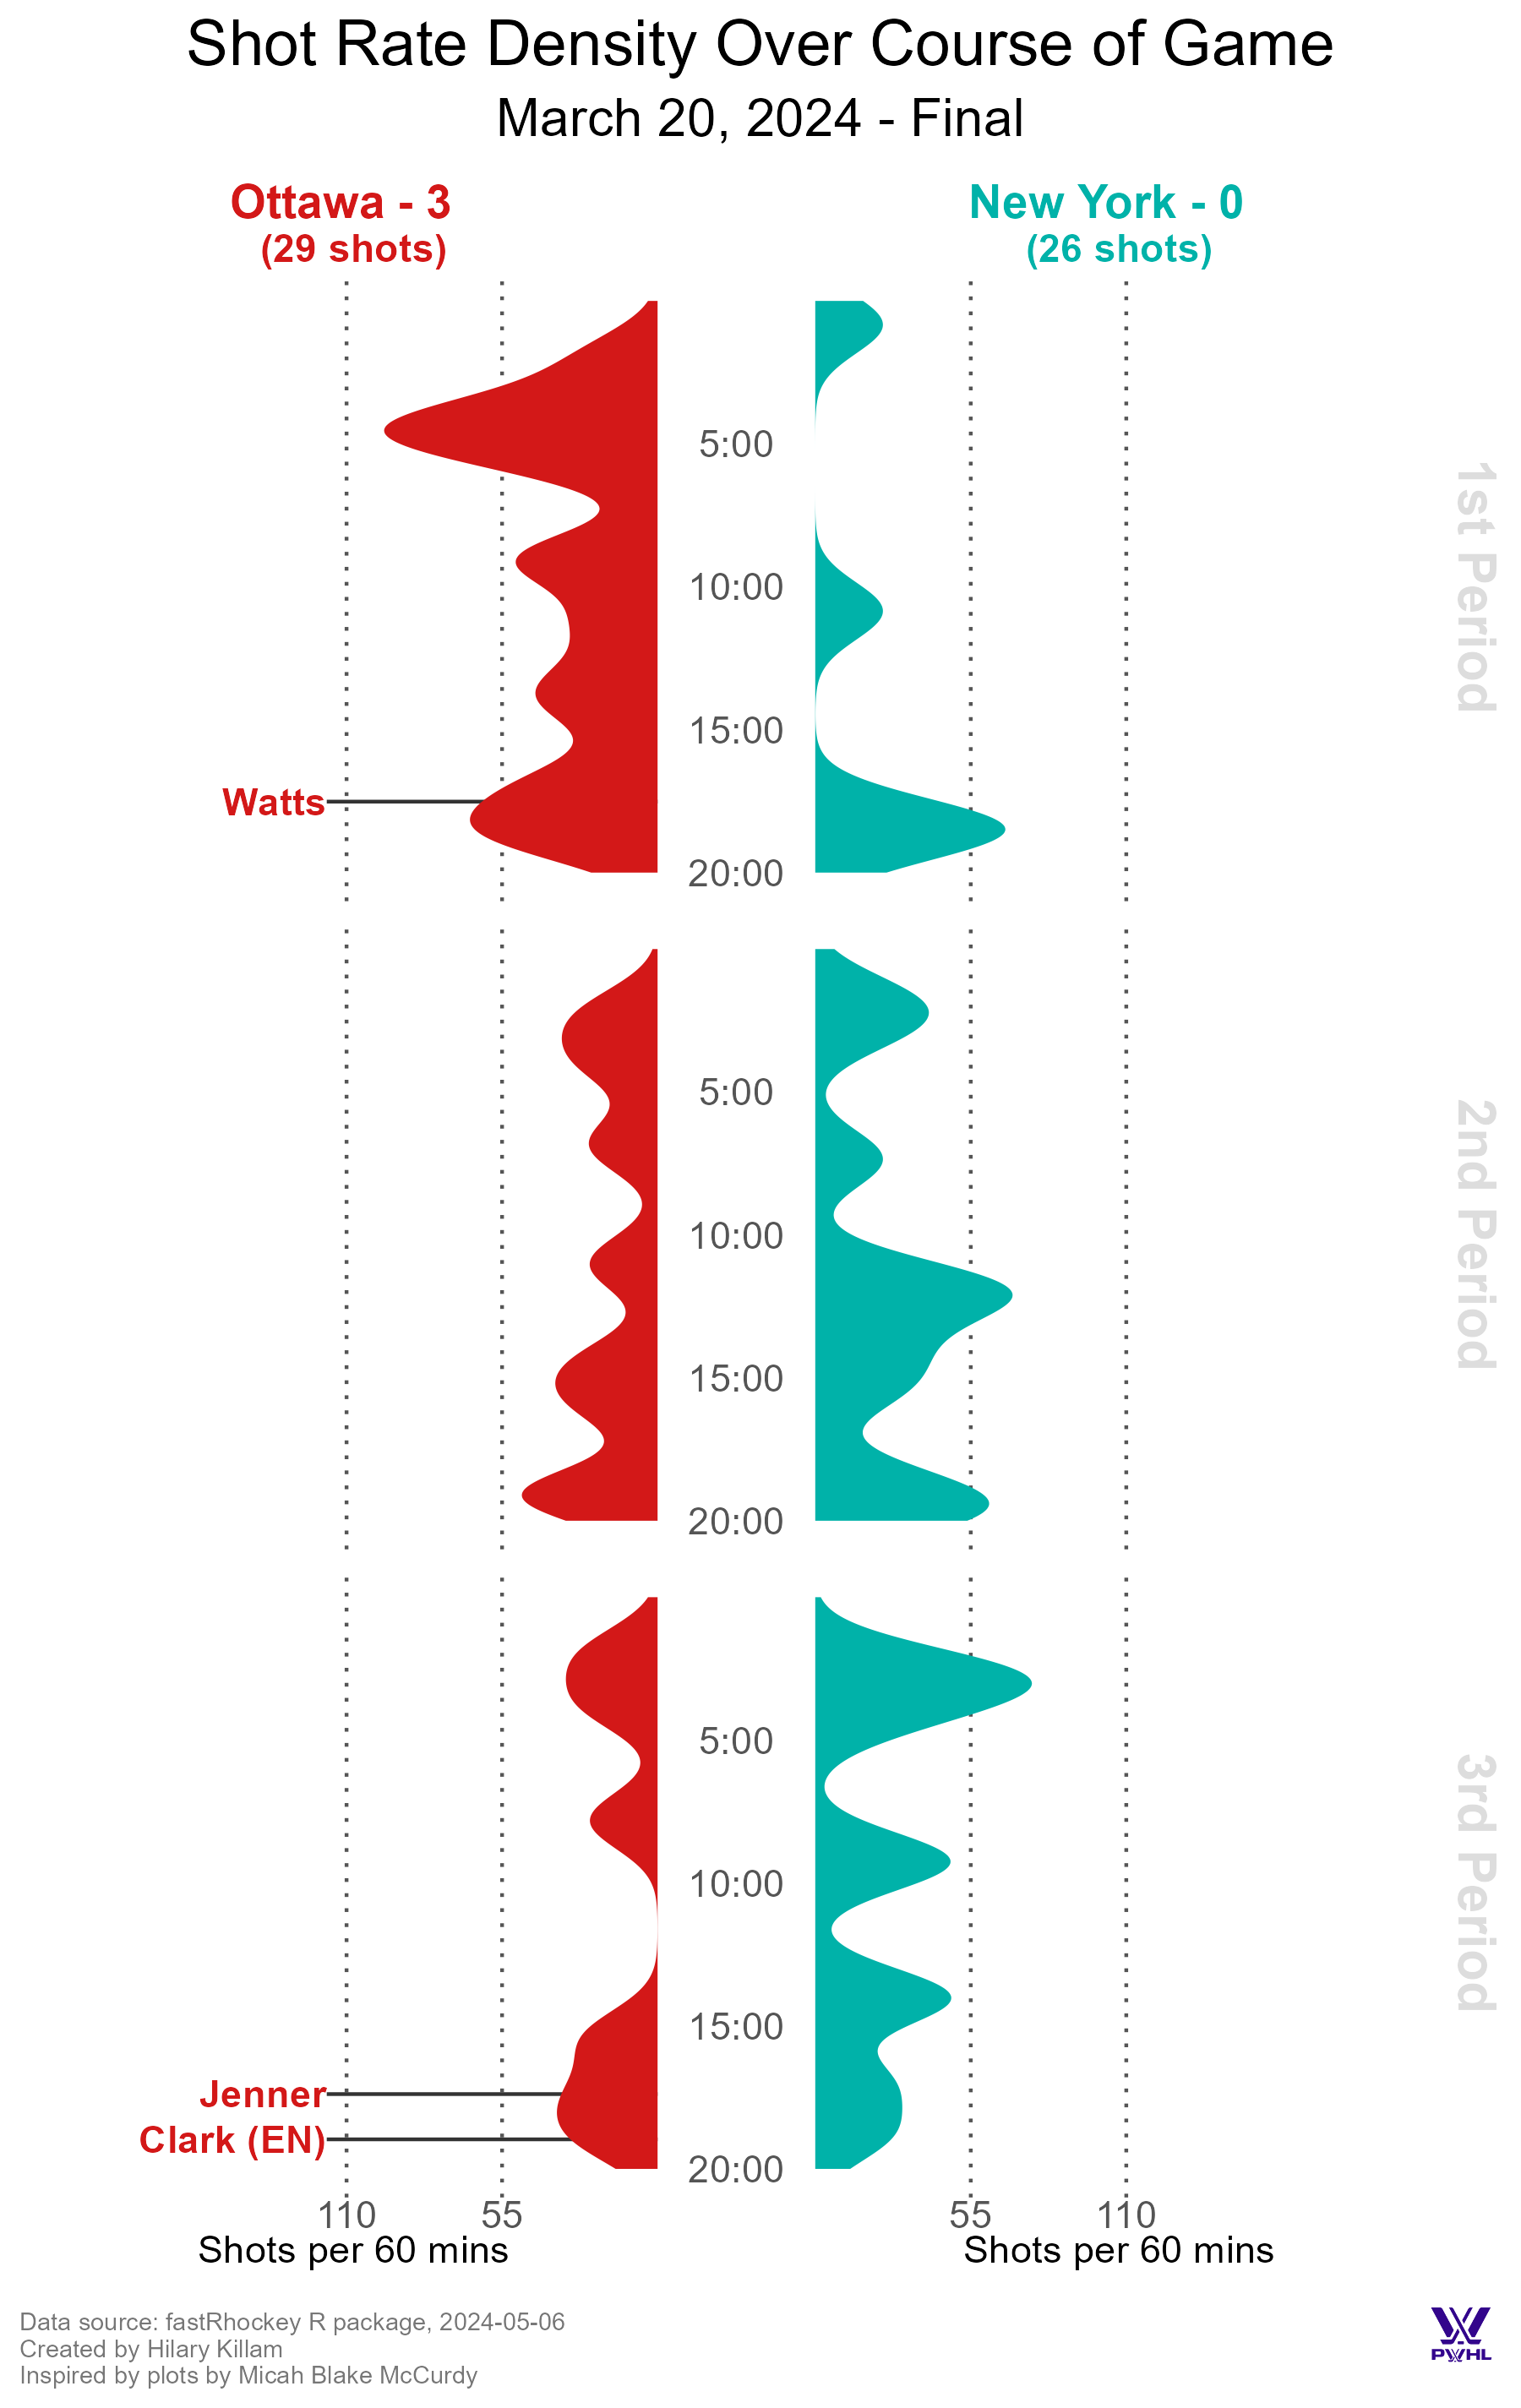 Shot Rate Density Over Course of Game
March 20, 2024 - Final
Ottawa - 3
(29 shots)
New York - 0
(26 shots)
5:00
10:00
15:00
20:00
1st Period
Watts
5:00
10:00
15:00
20:00
2nd Period
5:00
10:00
15:00
20:00
3rd Period
Jenner
Clark (EN)
110
55
55
110
Shots per 60 mins
Shots per 60 mins
Data source: fastRhockey R package, 2024-05-06
Created by Hilary Killam
Inspired by plots by Micah Blake McCurdy
PWHL